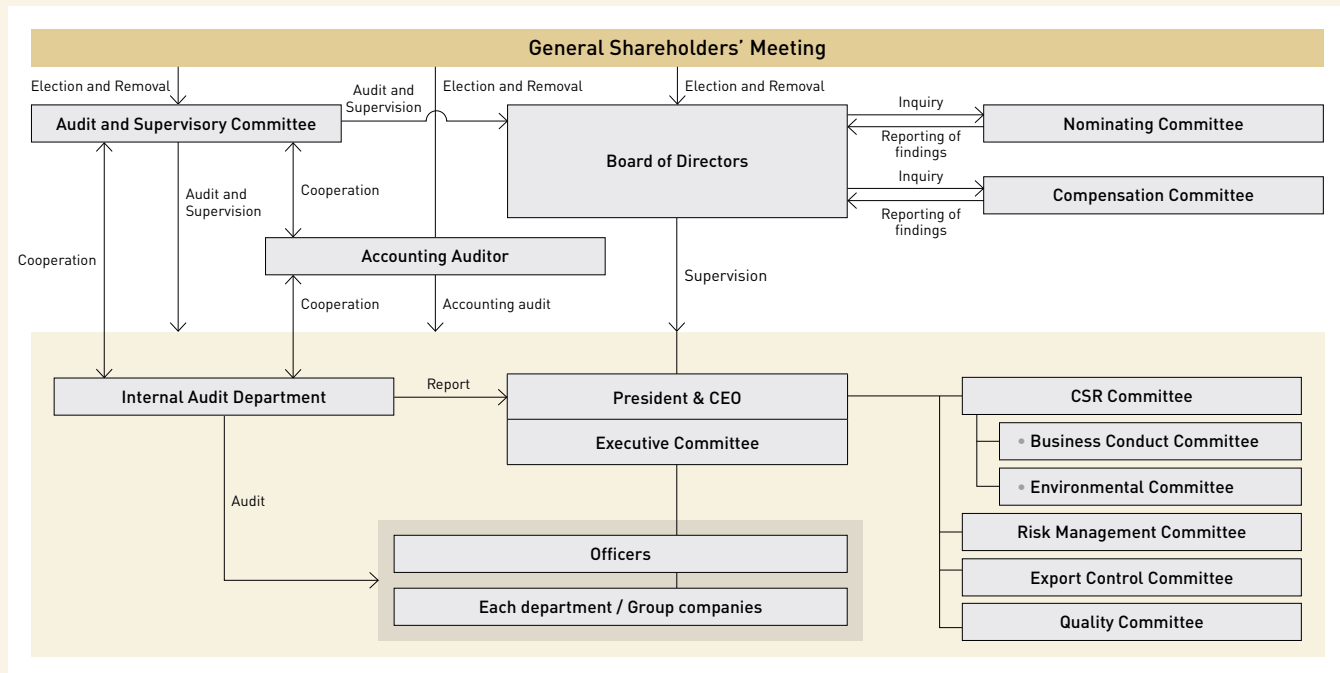 General Shareholders’ Meeting
Election and Removal
Audit and
Supervision
Election and Removal
Election and Removal
Audit and Supervisory Committee
Board of Directors
Inquiry
Reporting of
findings
Nominating Committee
Inquiry
Reporting of
findings
Compensation Committee
Cooperation
Audit and
Supervision
Cooperation
Accounting Auditor
Cooperation
Accounting audit
Supervision
Internal Audit Department
Report
President & CEO
Executive Committee
Audit
Officers
Each department / Group companies
CSR Committee
• Business Conduct Committee
• Environmental Committee
Risk Management Committee
Export Control Committee
Quality Committee